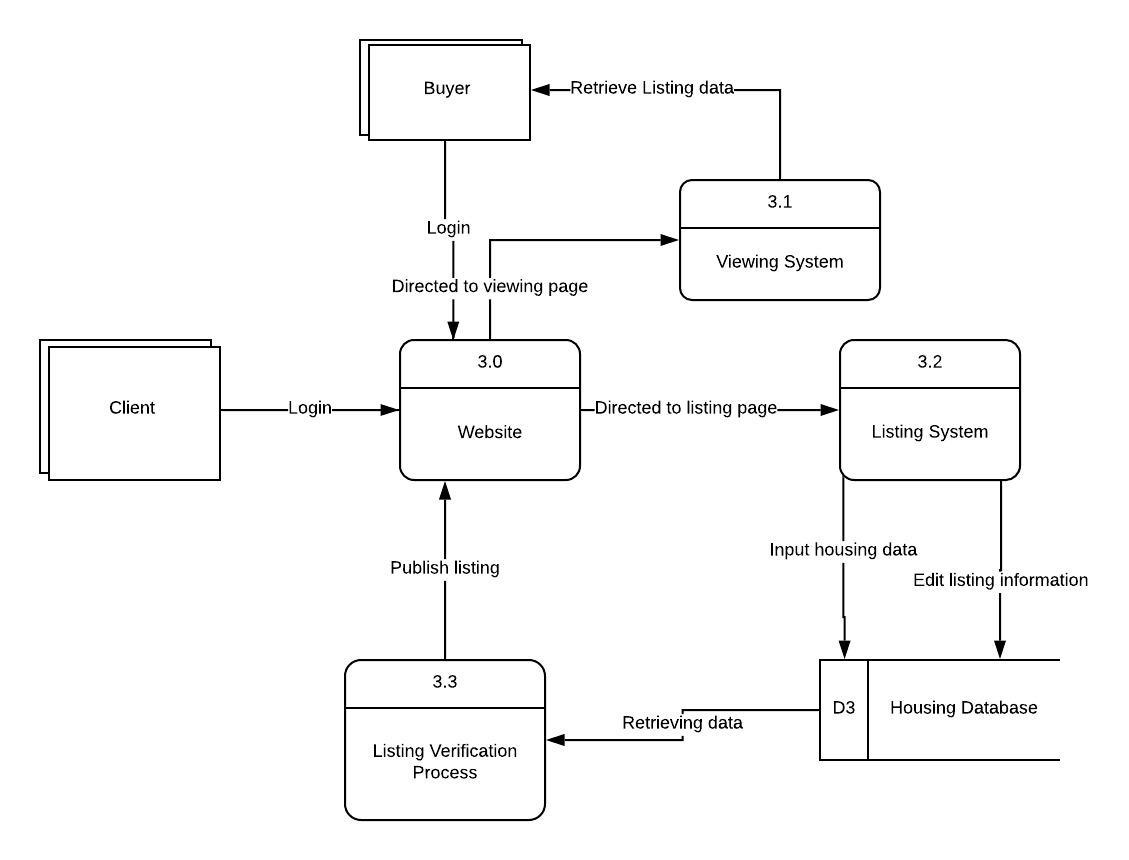 Buyer
Retrieve Listing data
3.1
Login
Viewing System
Directed to viewing page
3.0
3.2
Client
Login
Directed to listing page
Website
Listing System
Input housing data
Publish listing
Edit listing information
3.3
D3
Housing Database
Retrieving data
Listing Verification
Process